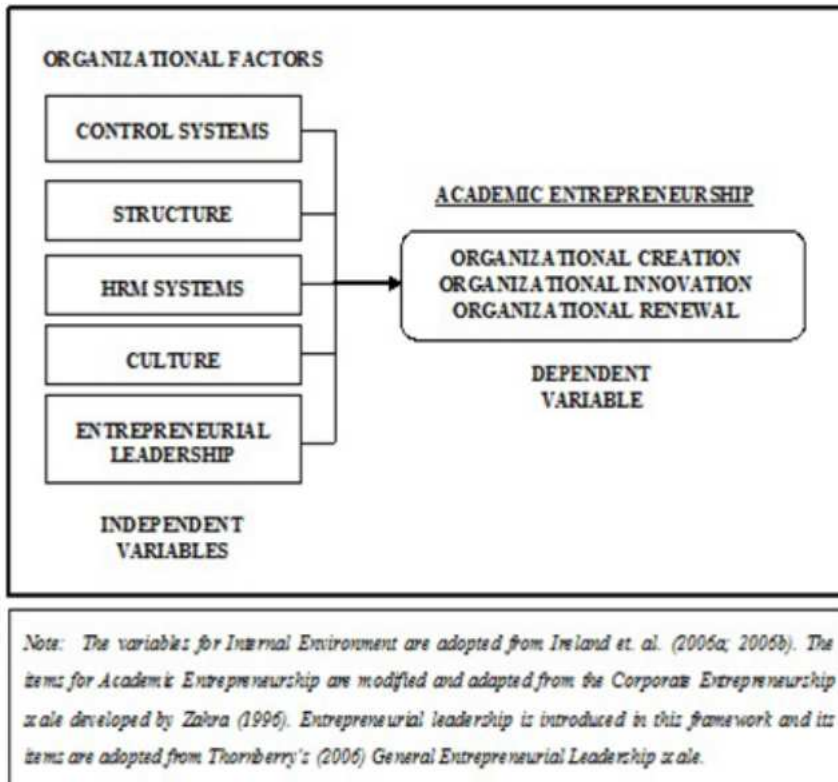 ORGANIZATIONAL FACTORS
CONTROL SYSTEMS
STRUCTURE
HRM SYSTEMS
CULTURE
ENTREPRENEURIAL
LEADERSHIP
INDEPENDENT
VARIABLES
ACADEMIC ENTREPRENEURSHIP
ORGANIZATIONAL CREATION
ORGANIZATIONAL INNOVATION
ORGANIZATIONAL RENEWAL
DEPENDENT
VARIABLE
Note: The variables for Internal Environment are adopted from Ireland et. al. (2006a; 2006b). The
items for Academic Entrepreneurship are modified and adapted from the Corporate Entrepreneurship
scale developed by Zahra (1996). Entrepreneurial leadership is introduced in this framework and its
items are adopted from Thornberry's (2006) General Entrepreneurial Leadership scale.